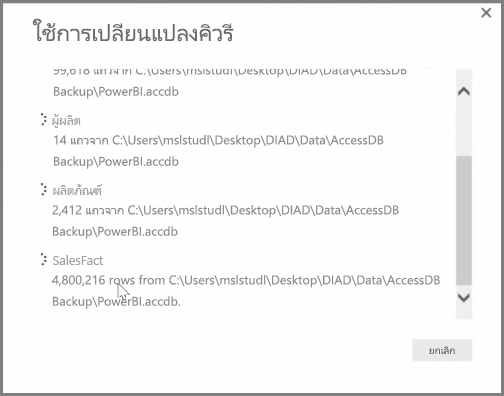 ใช้การเปลี่ยนแปลงคิวรี
99,618 แถวจาก C:\Users\mslstudl\Desktop\DIAD\Data\AccessDB
Backup\PowerBI.accdb
ผู้ผลิต
14 แถวจาก C:\Users\mslstudl\Desktop\DIAD\Data\AccessDB
Backup\PowerBI.accdb
ผลิตภัณฑ์
2,412 แถวจาก C:\Users\mslstudl\Desktop\DIAD\Data\AccessDB
Backup\PowerBI.accdb
SalesFact
4,800,216 rows from C:\Users\mslstudl\Desktop\DIAD\Data\AccessDB
Backup\PowerBI.accdb.
ยกเลิก